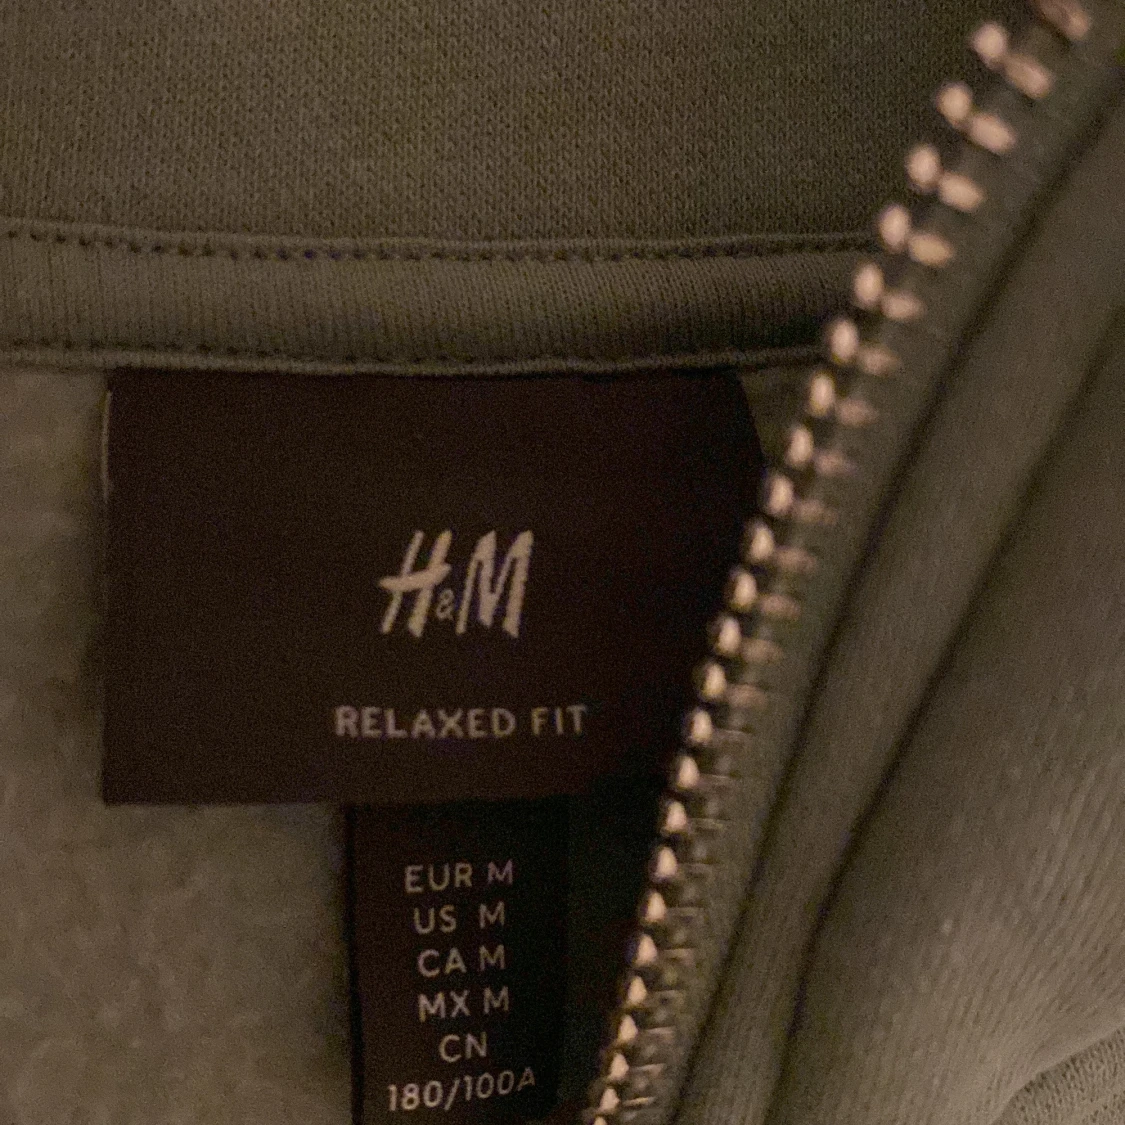 H&M
RELAXED FIT
EUR M
US M
CA M
MX M
CN
180/100A